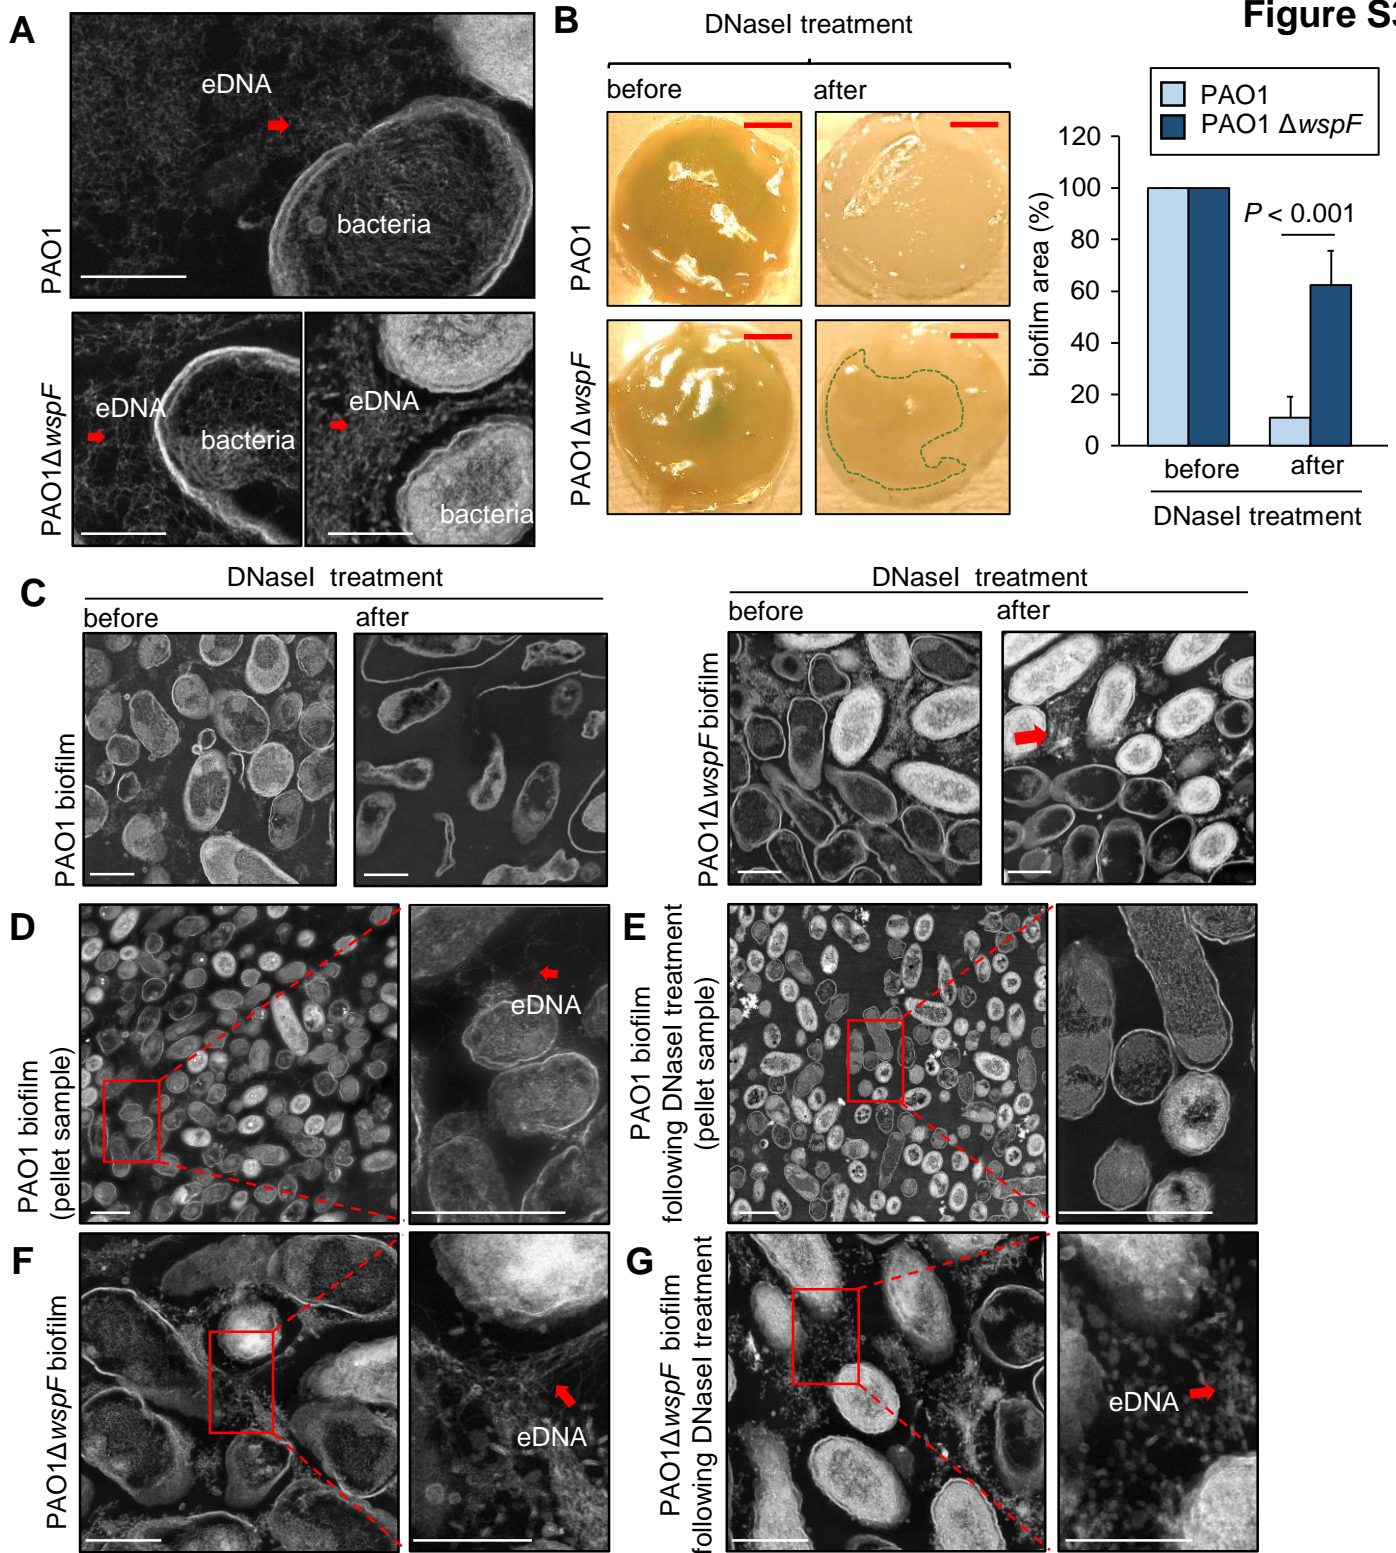 Figure S3
A
eDNA
bacteria
PAO1
eDNA
bacteria
eDNA
bacteria
PAO1ΔwspF
B
DNaseI treatment
before
after
PAO1
PAO1ΔwspF
PAO1
PAO1 ΔwspF
120
100
80
60
40
20
0
biofilm area (%)
P < 0.001
before
after
DNaseI treatment
C
DNaseI treatment
before
after
PAO1 biofilm
DNaseI treatment
before
after
PAO1ΔwspF biofilm
D
PAO1 biofilm
(pellet sample)
eDNA
E
PAO1 biofilm
following DNaseI treatment
(pellet sample)
F
PAO1ΔwspF biofilm
eDNA
G
PAO1ΔwspF biofilm
following DNaseI treatment
eDNA